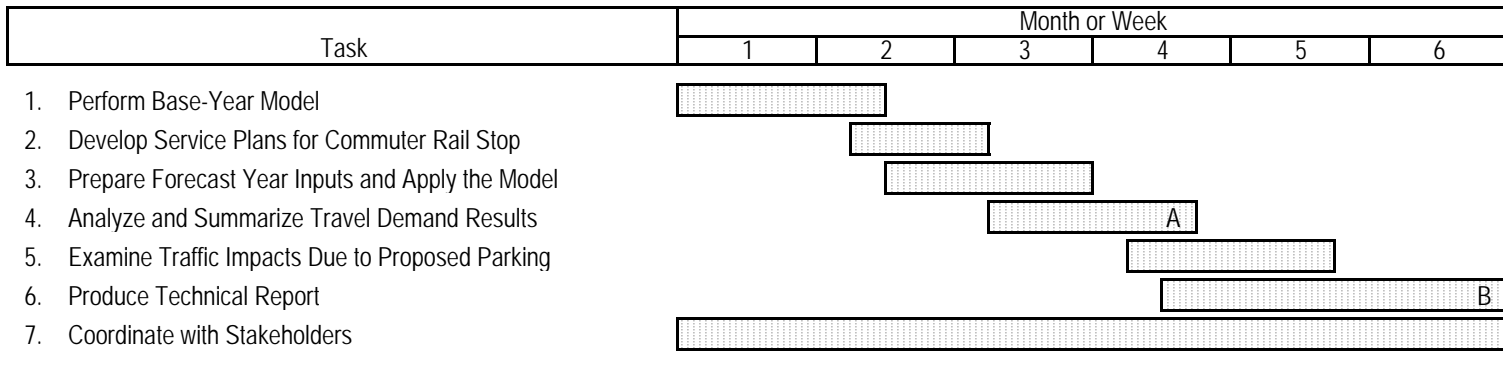 Month or Week
Task 1 2 3 4 5 6
1. Perform Base-Year Model
2. Develop Service Plans for Commuter Rail Stop
3. Prepare Forecast Year Inputs and Apply the Model
4. Analyze and Summarize Travel Demand Results A
5. Examine Traffic Impacts Due to Proposed Parking
6. Produce Technical Report B
7. Coordinate with Stakeholders